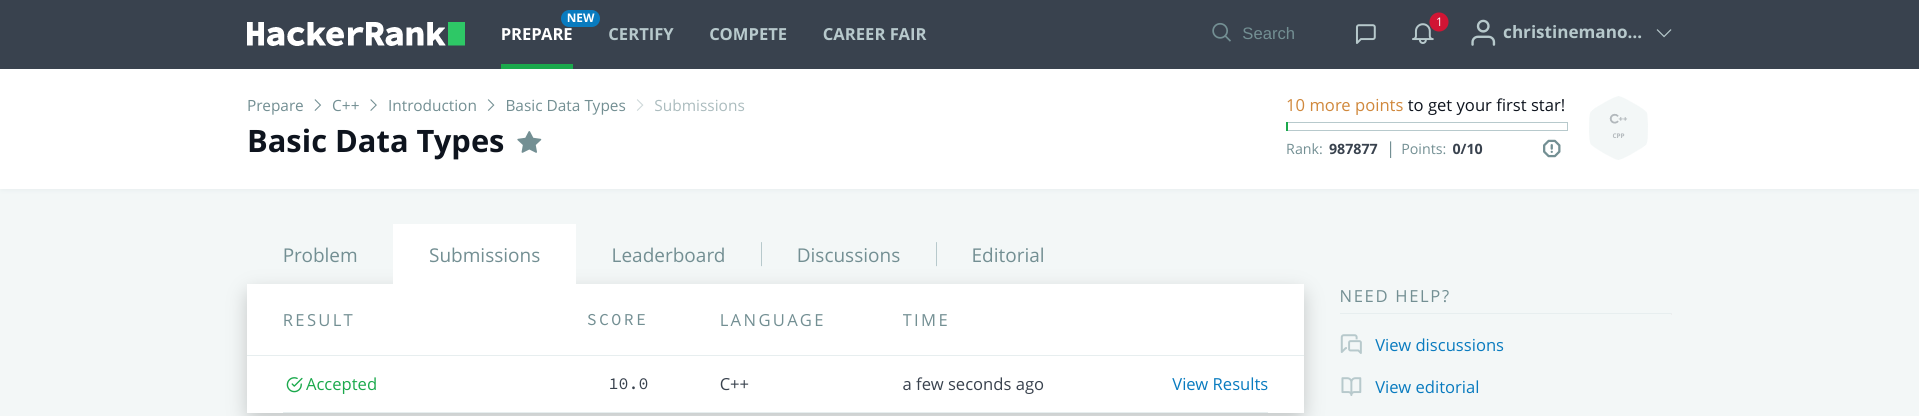 HackerRank PREPARE NEW CERTIFY COMPETE CAREER FAIR Search 1 christinemano...
Prepare > C++ > Introduction > Basic Data Types > Submissions
10 more points to get your first star!
Basic Data Types
Rank: 987877 | Points: 0/10
C++
CPP
Problem Submissions Leaderboard Discussions Editorial
RESULT SCORE LANGUAGE TIME
Accepted 10.0 C++ a few seconds ago View Results
NEED HELP?
View discussions
View editorial